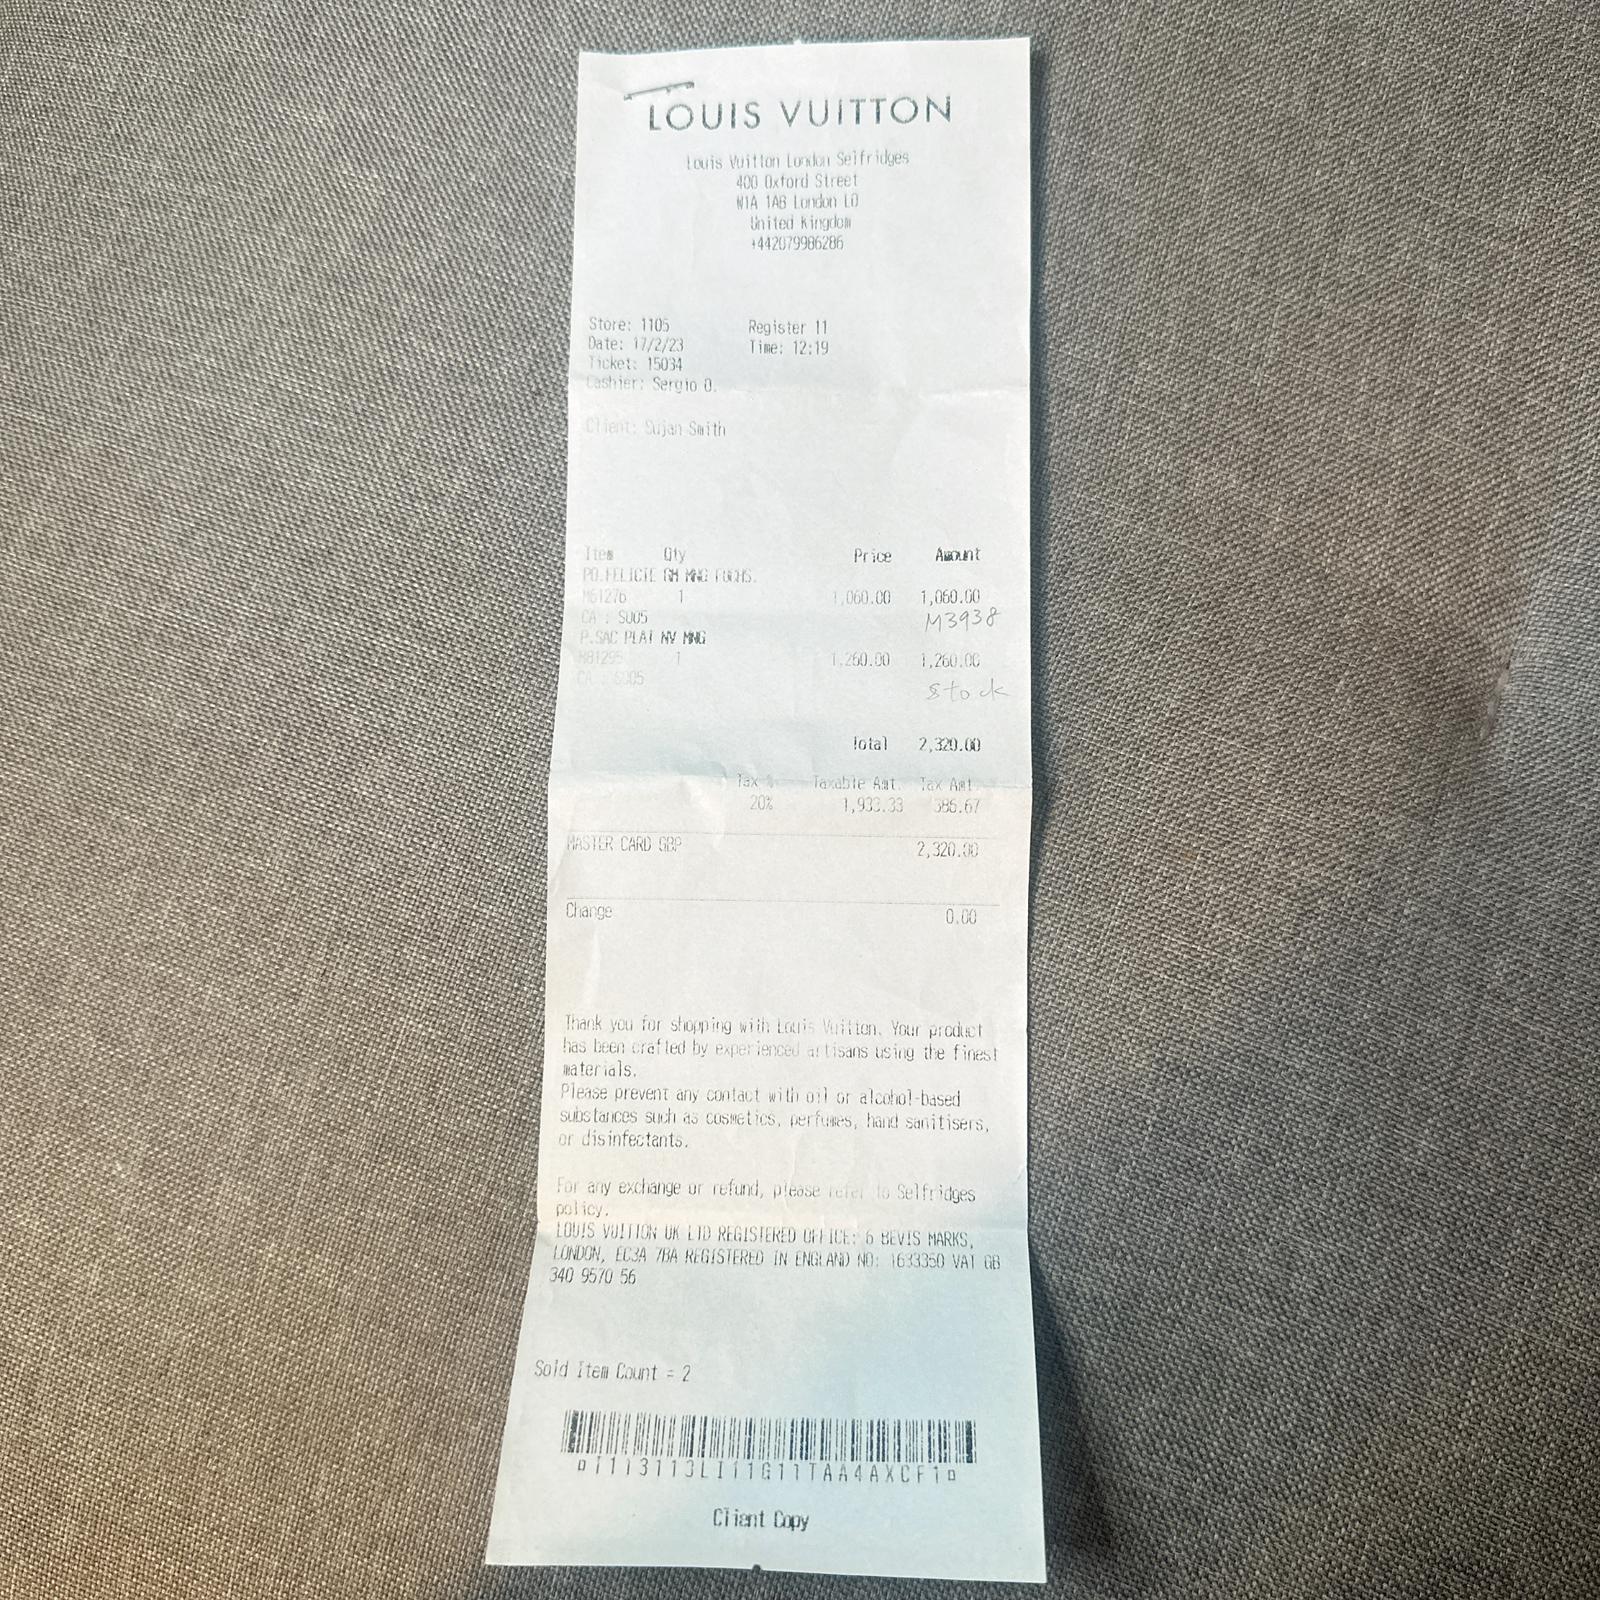 LOUIS VUITTON
Louis Vuitton London Selfridges
400 Oxford Street
W1A 1AB London LO
United Kingdom
+442079986286
Store: 1105 Register 11
Date: 17/2/23 Time: 12:19
Ticket: 15034
Cashier: Sergio O.
Client: Sujan Smith
Item Qty Price Amount
PO.FELICIE GM MNG FUCHS.
M61276 1 1,060.00 1,060.00
CA : SU05 M3938
P.SAC PLAT NV MNG
M81295 1 1,260.00 1,260.00
CA : SU05 Stock
Total 2,320.00
Tax % Taxable Amt. Tax Amt.
20% 1,933.33 386.67
MASTER CARD GBP 2,320.00
Change 0.00
Thank you for shopping with Louis Vuitton. Your product
has been crafted by experienced artisans using the finest
materials.
Please prevent any contact with oil or alcohol-based
substances such as cosmetics, perfumes, hand sanitisers,
or disinfectants.
For any exchange or refund, please refer to Selfridges
policy.
LOUIS VUITTON UK LTD REGISTERED OFFICE: 6 BEVIS MARKS,
LONDON, EC3A 7BA REGISTERED IN ENGLAND NO: 1633350 VAT GB
340 9570 56
Sold Item Count = 2
Client Copy